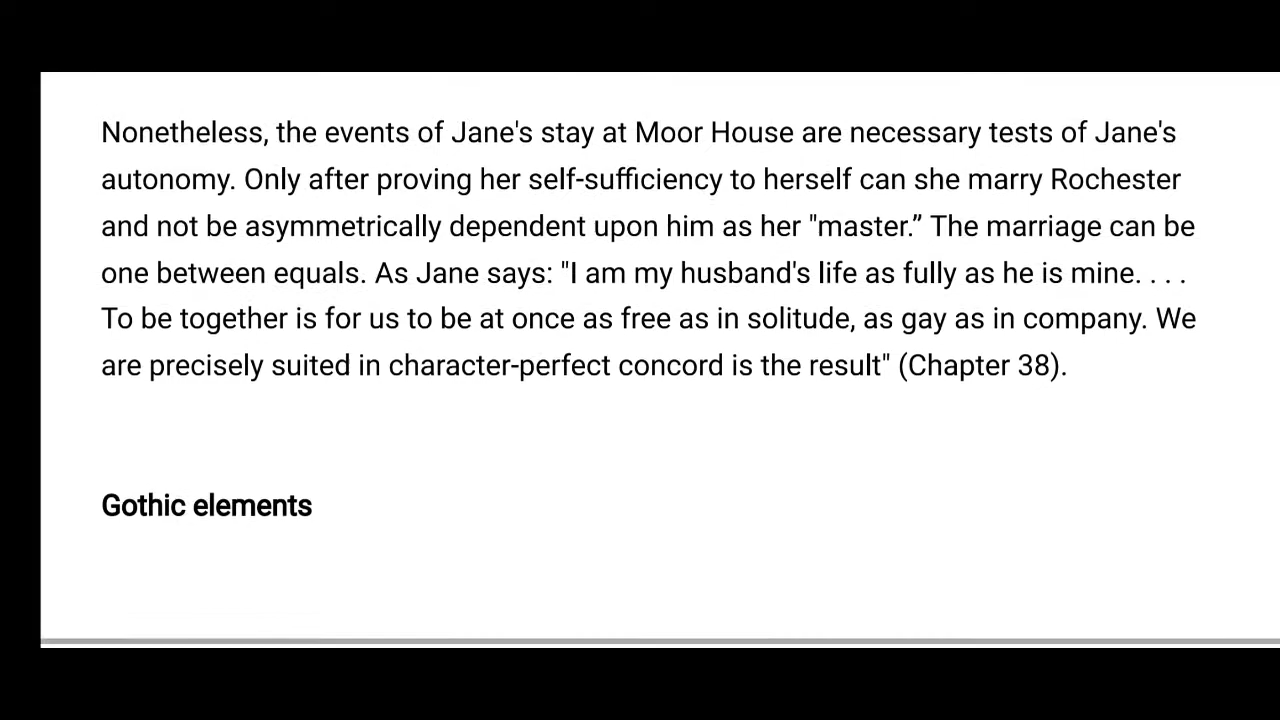 Nonetheless, the events of Jane's stay at Moor House are necessary tests of Jane's
autonomy. Only after proving her self-sufficiency to herself can she marry Rochester
and not be asymmetrically dependent upon him as her "master.” The marriage can be
one between equals. As Jane says: "I am my husband's life as fully as he is mine. . . .
To be together is for us to be at once as free as in solitude, as gay as in company. We
are precisely suited in character-perfect concord is the result" (Chapter 38).
Gothic elements